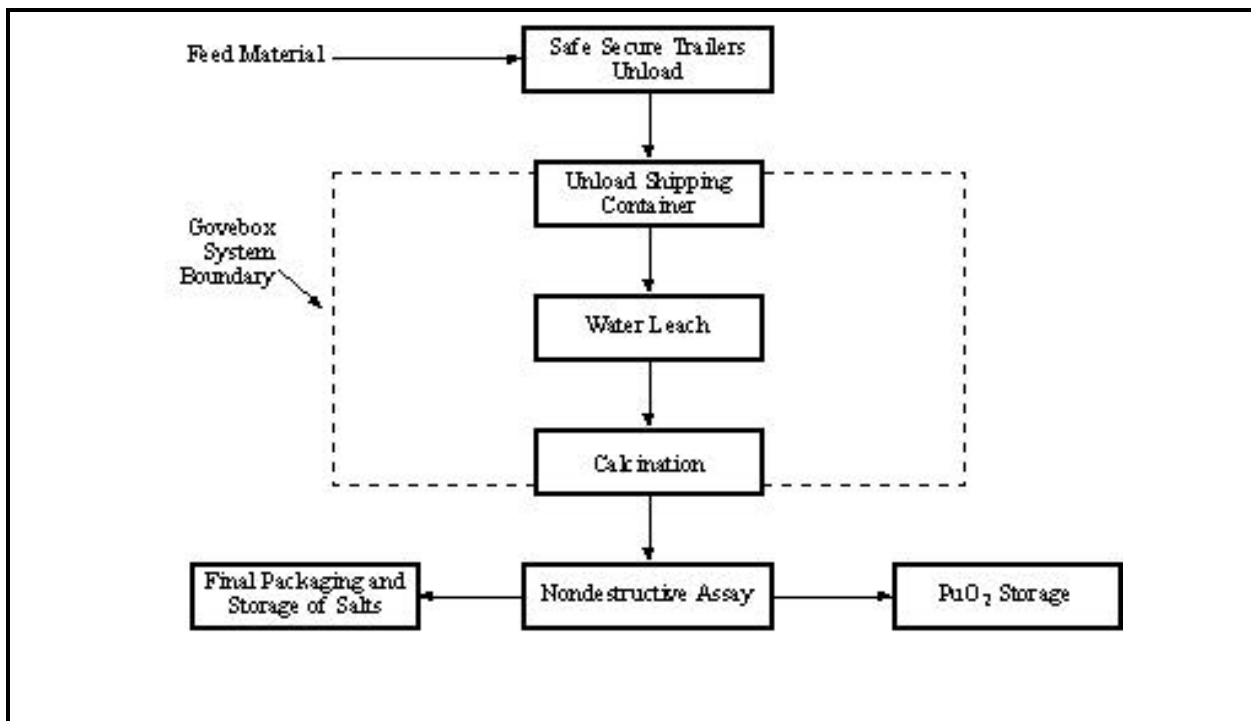 Feed Material
Safe Secure Trailers
Unload
Unload Shipping
Container
Govebox
System
Boundary
Water Leach
Calcination
Final Packaging and
Storage of Salts
Nondestructive Assay
PuO₂ Storage